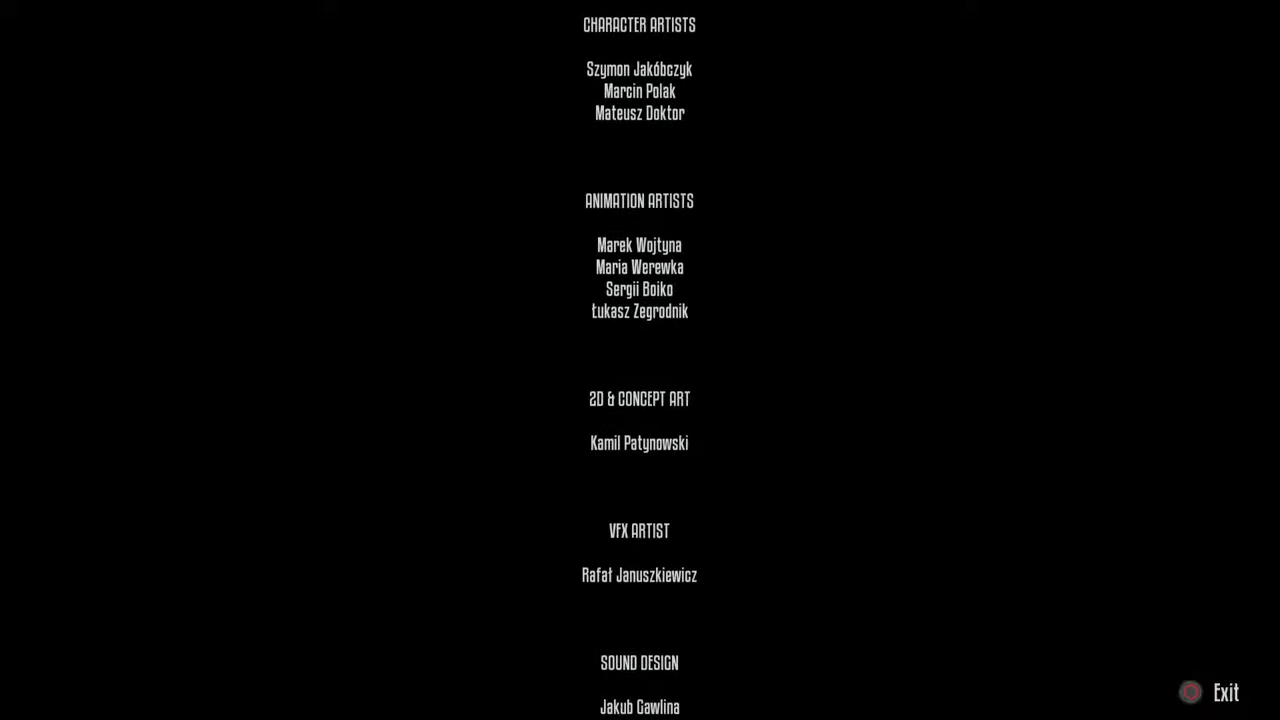 CHARACTER ARTISTS
Szymon Jakóbczyk
Marcin Polak
Mateusz Doktor
ANIMATION ARTISTS
Marek Wojtyna
Maria Werewka
Sergii Boiko
Łukasz Zegrodnik
2D & CONCEPT ART
Kamil Patynowski
VFX ARTIST
Rafał Januszkiewicz
SOUND DESIGN
Jakub Gawlina
Exit